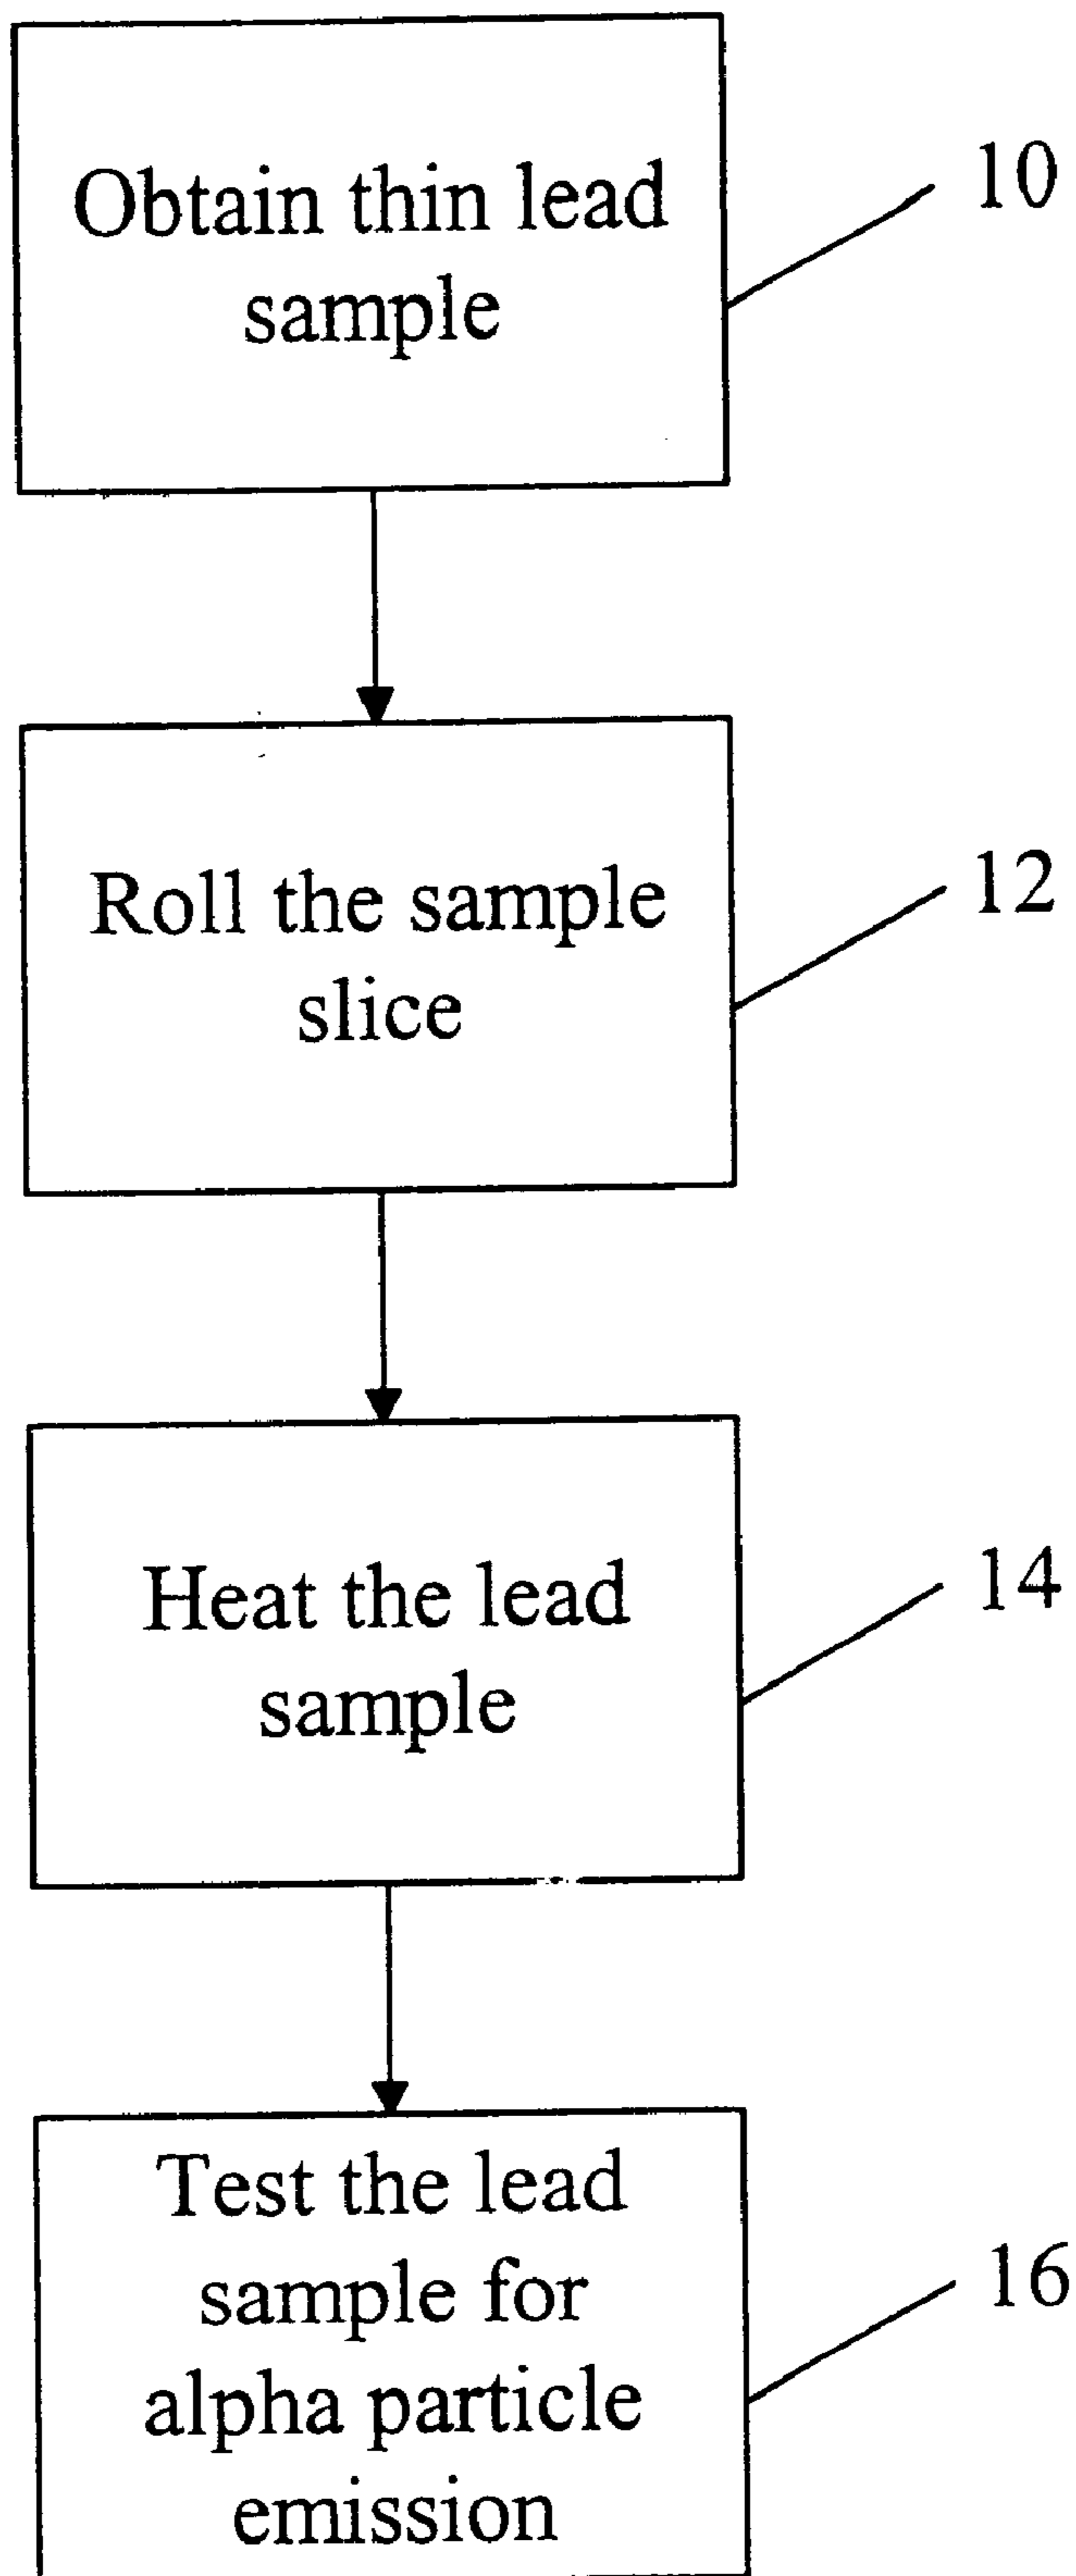 Obtain thin lead
sample
10
Roll the sample
slice
12
Heat the lead
sample
14
Test the lead
sample for
alpha particle
emission
16